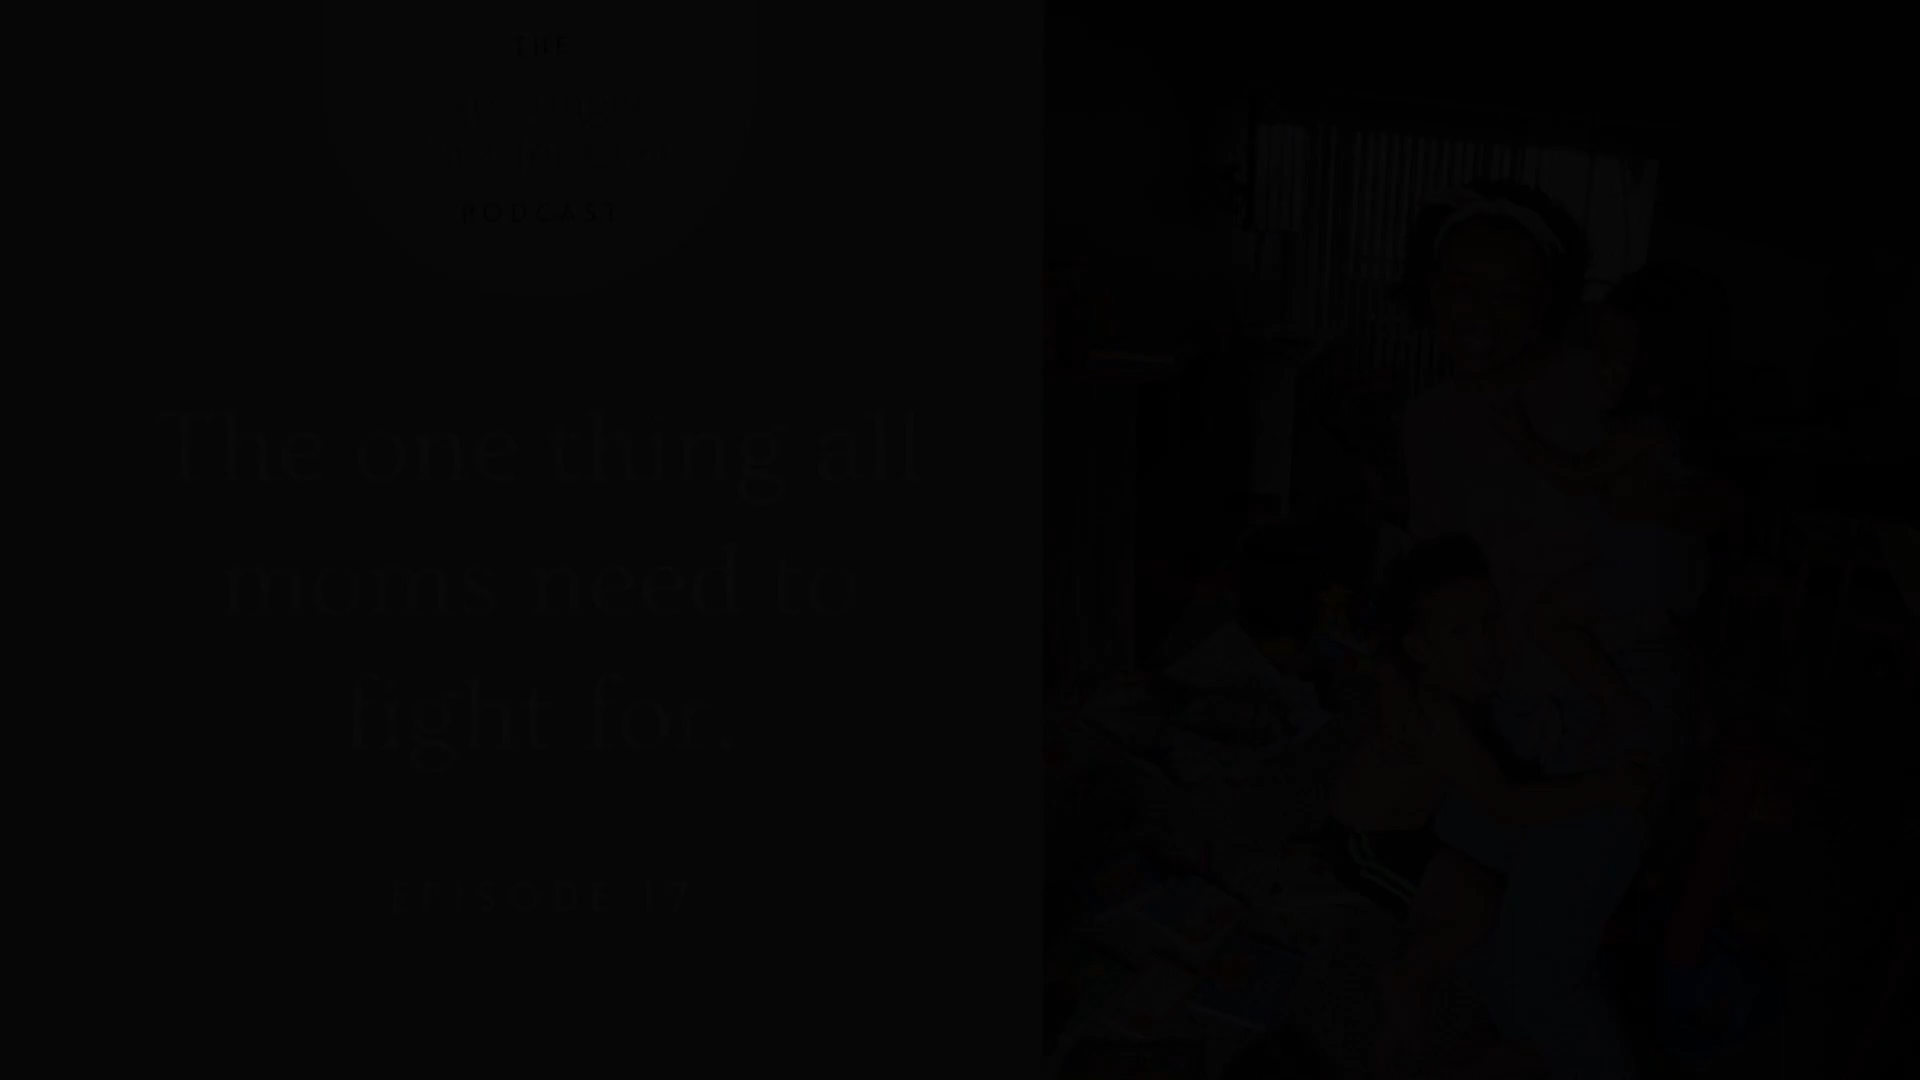 THE
PODCAST
The one thing all
moms need to
fight for.
EPISODE 17